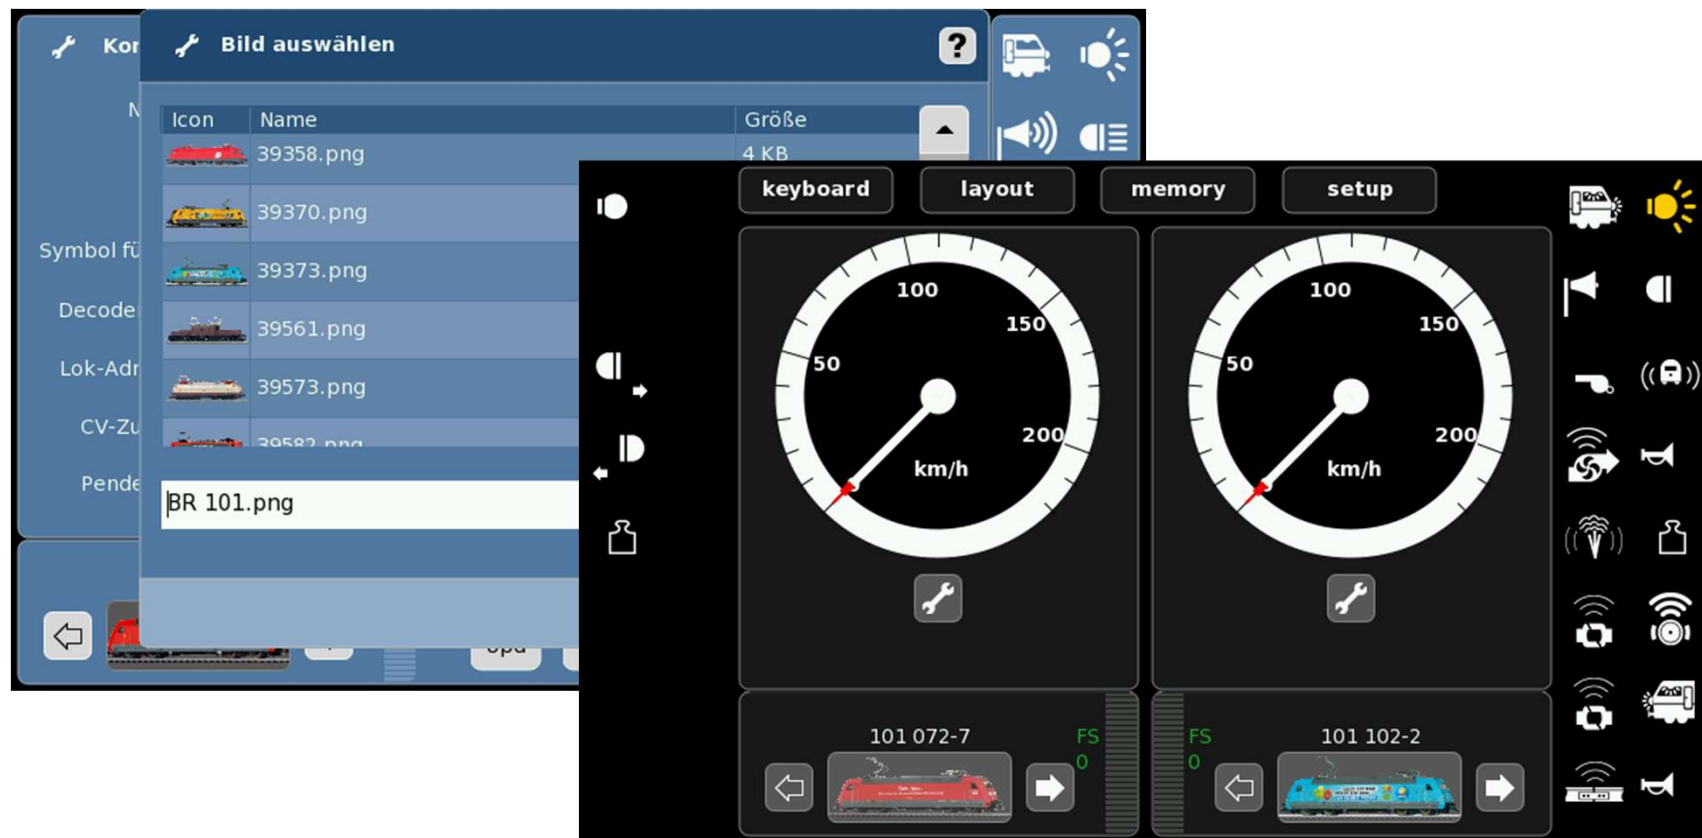 Kor
Bild auswählen
?
N
Icon Name Größe
39358.png 4 KB
39370.png
39373.png
39561.png
39573.png
39582.png
Symbol fü
Decode
Lok-Adr
CV-Zu
Pende
BR 101.png
keyboard layout memory setup
50 100 150 200
km/h
50 100 150 200
km/h
101 072-7 FS
0
FS 101 102-2
0